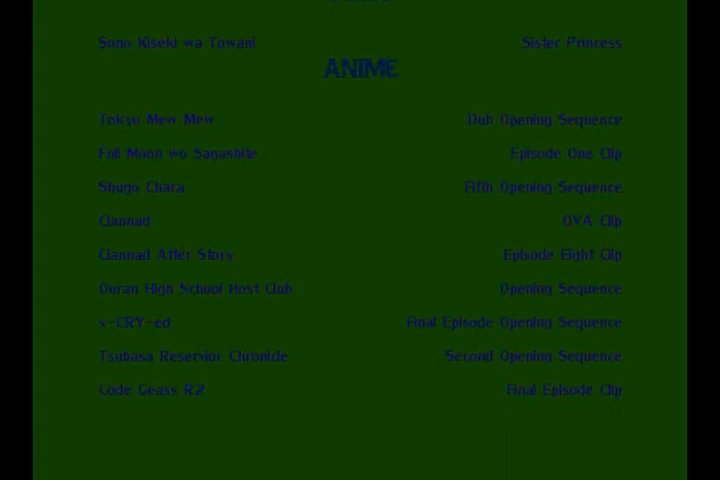 Sono Kiseki wa Towani Sister Princess
ANIME
Tokyo Mew Mew Dub Opening Sequence
Full Moon wo Sagashite Episode One Clip
Shugo Chara Fifth Opening Sequence
Clannad OVA Clip
Clannad After Story Episode Eight Clip
Ouran High School Host Club Opening Sequence
s-CRY-ed Final Episode Opening Sequence
Tsubasa Reservior Chronicle Second Opening Sequence
Code Geass R2 Final Episode Clip